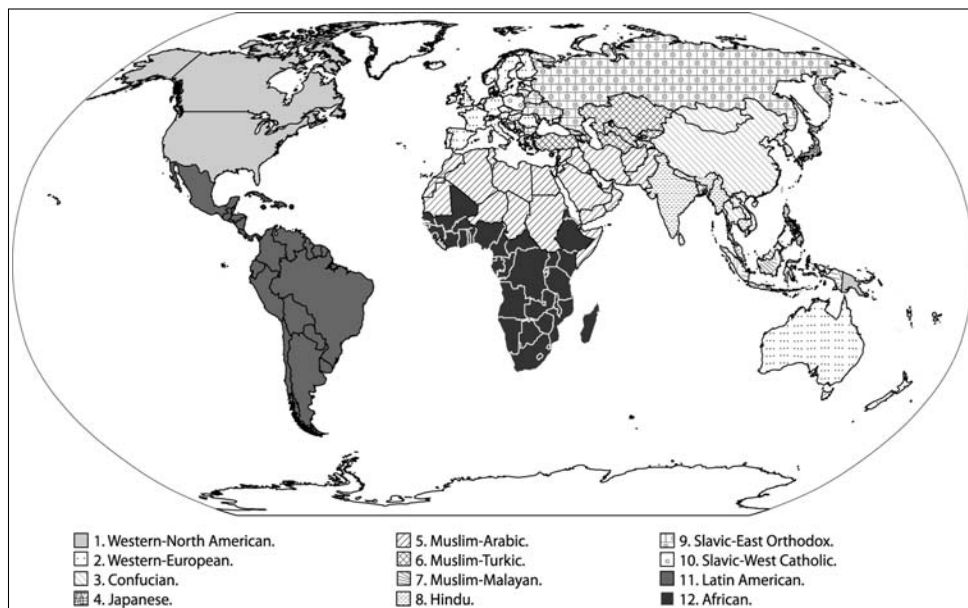 1. Western-North American.
2. Western-European.
3. Confucian.
4. Japanese.
5. Muslim-Arabic.
6. Muslim-Turkic.
7. Muslim-Malayan.
8. Hindu.
9. Slavic-East Orthodox.
10. Slavic-West Catholic.
11. Latin American.
12. African.